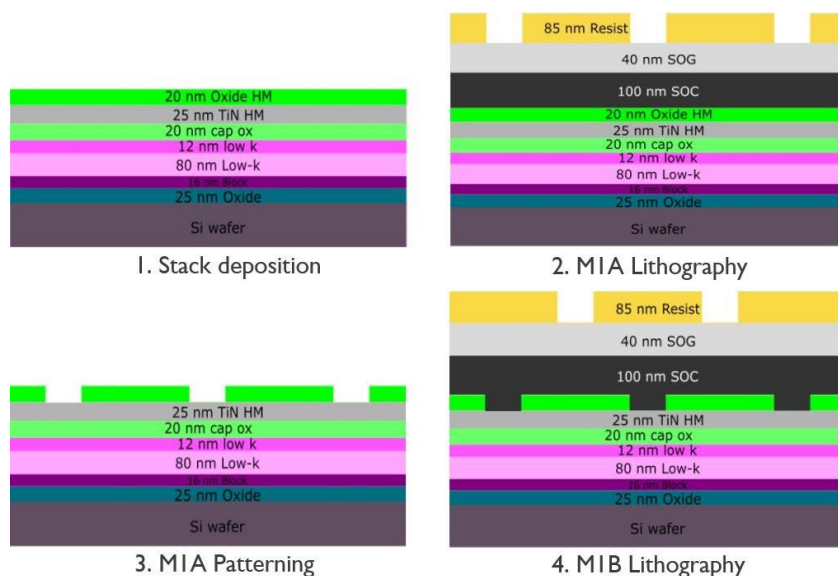 20 nm Oxide HM
25 nm TiN HM
20 nm cap ox
12 nm low k
80 nm Low-k
16 nm Block
25 nm Oxide
Si wafer
1. Stack deposition
85 nm Resist
40 nm SOG
100 nm SOC
20 nm Oxide HM
25 nm TiN HM
20 nm cap ox
12 nm low k
80 nm Low-k
16 nm Block
25 nm Oxide
Si wafer
2. M1A Lithography
25 nm TiN HM
20 nm cap ox
12 nm low k
80 nm Low-k
16 nm Block
25 nm Oxide
Si wafer
3. M1A Patterning
85 nm Resist
40 nm SOG
100 nm SOC
25 nm TiN HM
20 nm cap ox
12 nm low k
80 nm Low-k
16 nm Block
25 nm Oxide
Si wafer
4. M1B Lithography